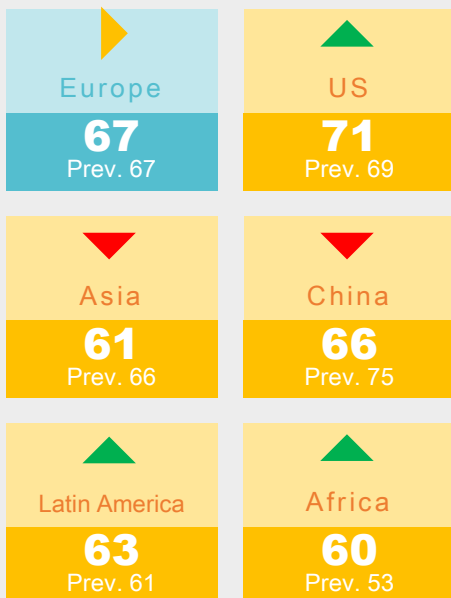 Europe
67
Prev. 67
US
71
Prev. 69
Asia
61
Prev. 66
China
66
Prev. 75
Latin America
63
Prev. 61
Africa
60
Prev. 53